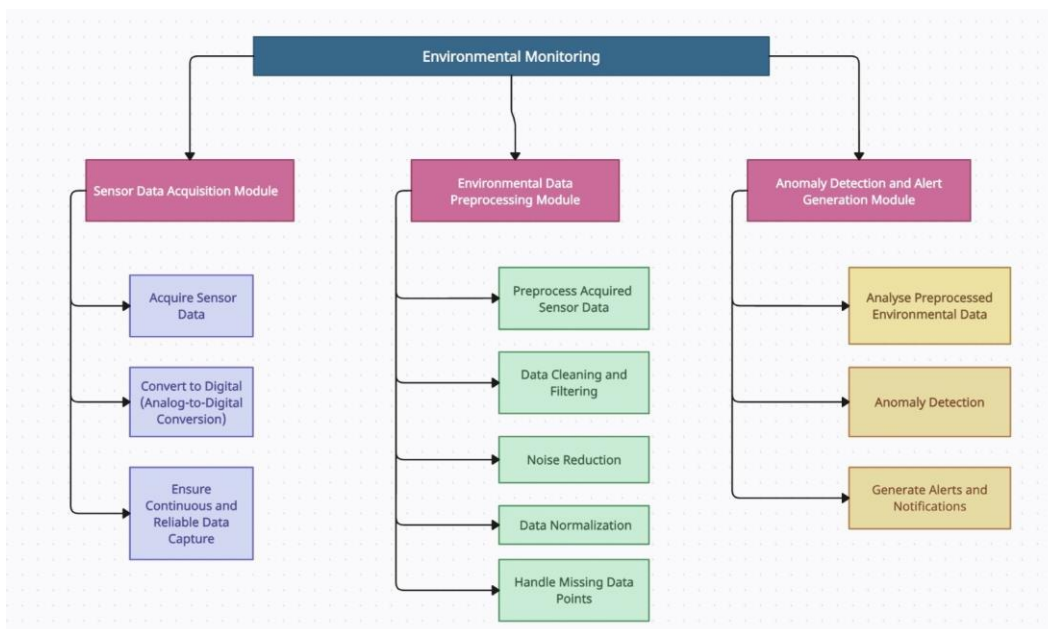 Environmental Monitoring
Sensor Data Acquisition Module
Environmental Data
Preprocessing Module
Anomaly Detection and Alert
Generation Module
Acquire Sensor
Data
Convert to Digital
(Analog-to-Digital
Conversion)
Ensure
Continuous and
Reliable Data
Capture
Preprocess Acquired
Sensor Data
Data Cleaning and
Filtering
Noise Reduction
Data Normalization
Handle Missing Data
Points
Analyse Preprocessed
Environmental Data
Anomaly Detection
Generate Alerts and
Notifications